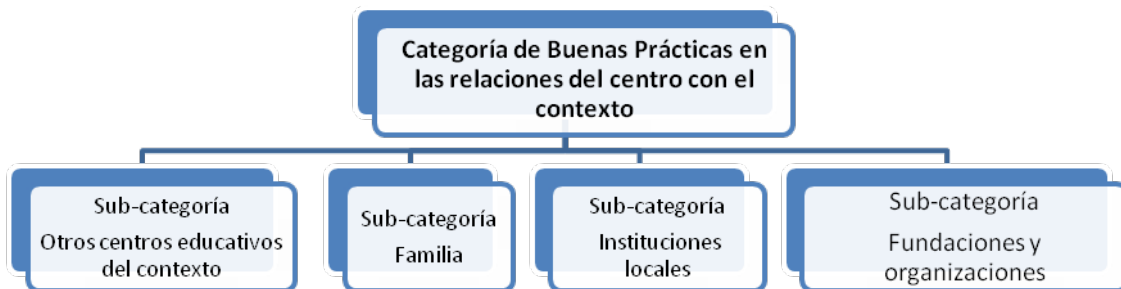 Categoría de Buenas Prácticas en
las relaciones del centro con el
contexto
Sub-categoría
Otros centros educativos
del contexto
Sub-categoría
Familia
Sub-categoría
Instituciones
locales
Sub-categoría
Fundaciones y
organizaciones